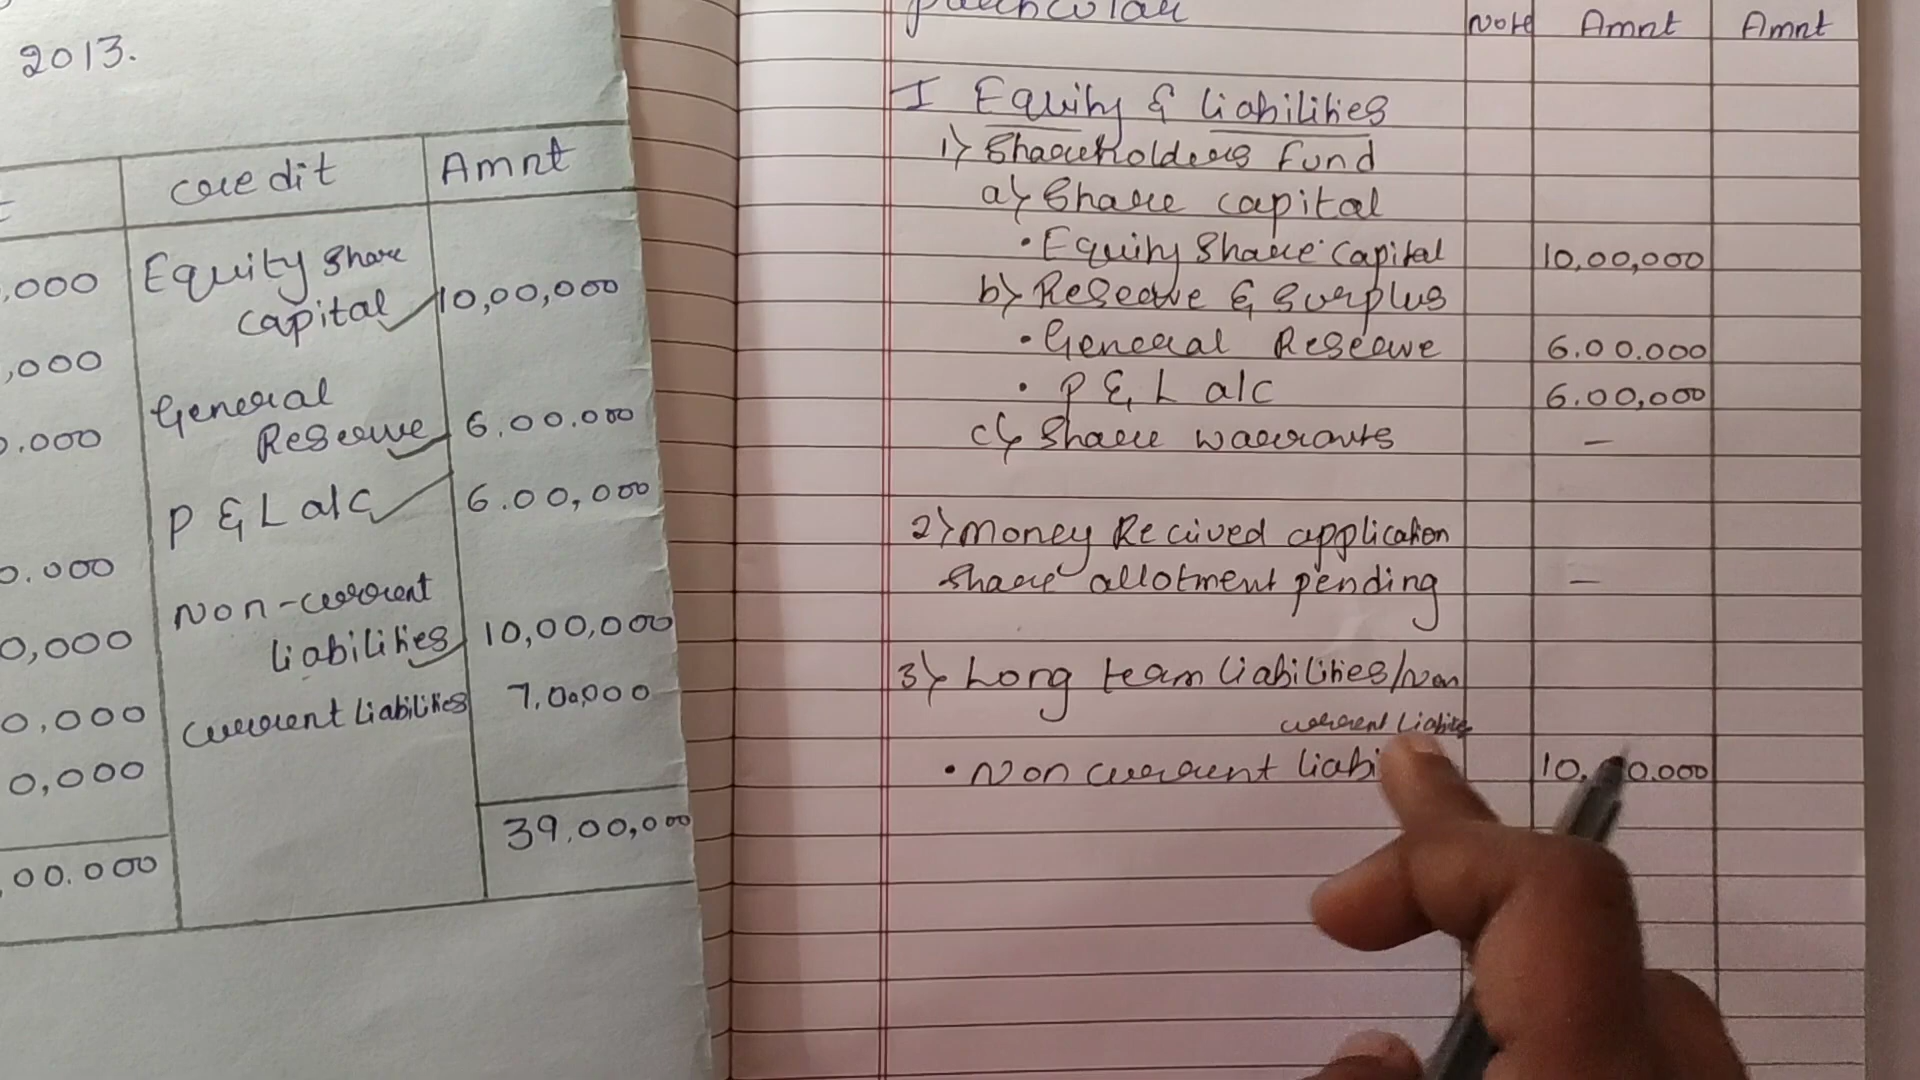 2013.
Credit
Amnt
,000
Equity Share
Capital
10,00,000
,000
General
Reserve
6.00.000
0.000
P & L a/c
6.00,000
0.000
Non-current
liabilities
10,00,000
0,000
Current Liabilities
7,00,000
0,000
0,000
39,00,000
,00.000
Note
Amnt
Amnt
I Equity & liabilities
1) Shareholders Fund
a) Share capital
• Equity Share capital
10,00,000
b) Reserve & Surplus
• General Reserve
6.00.000
• P & L a/c
6.00,000
c) Share warrants
—
2) Money Recived application
share allotment pending
—
3) Long team liabilities/Non
current
• Non current